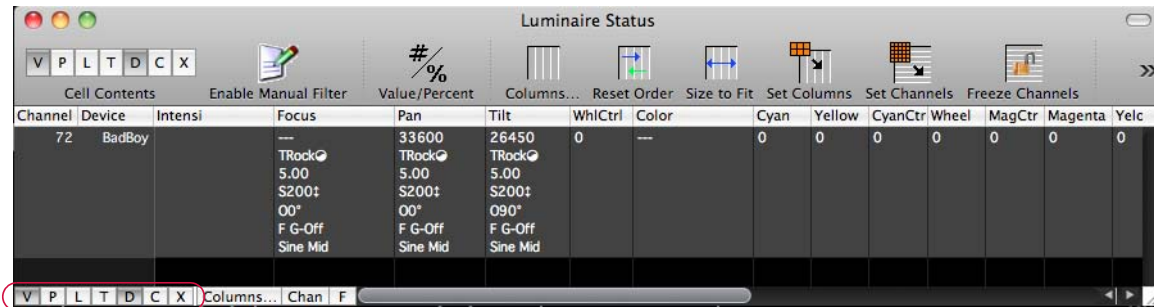 Luminaire Status
V P L T D C X
#/%
Cell Contents Enable Manual Filter Value/Percent Columns... Reset Order Size to Fit Set Columns Set Channels Freeze Channels »
Channel Device Intensi Focus Pan Tilt WhlCtrl Color Cyan Yellow CyanCtr Wheel MagCtr Magenta Yelc
72 BadBoy --- 33600 26450 0 --- 0 0 0 0 0 0 0
TRock TRock TRock
5.00 5.00 5.00
S200‡ S200‡ S200‡
O0° O0° O90°
F G-Off F G-Off F G-Off
Sine Mid Sine Mid Sine Mid
V P L T D C X Columns... Chan F